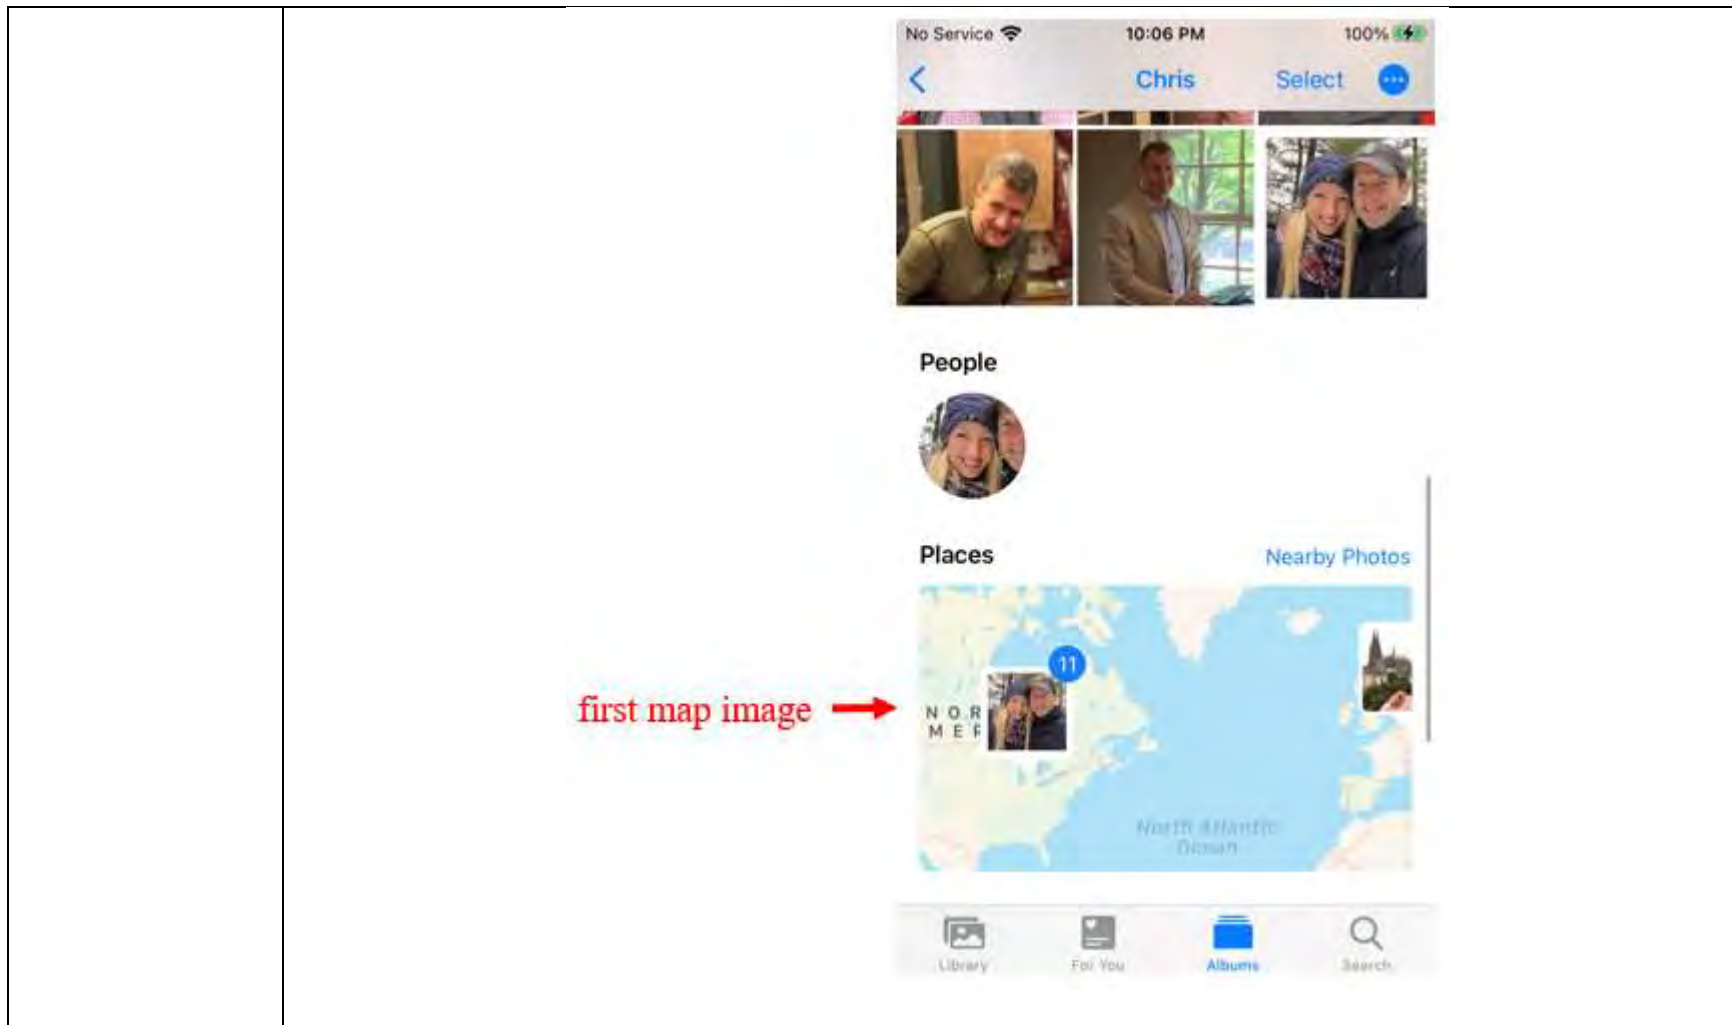 No Service 10:06 PM 100%
Chris Select
People
Places Nearby Photos
11
first map image
N O R
M E R
North Atlantic
Ocean
Library For You Albums Search